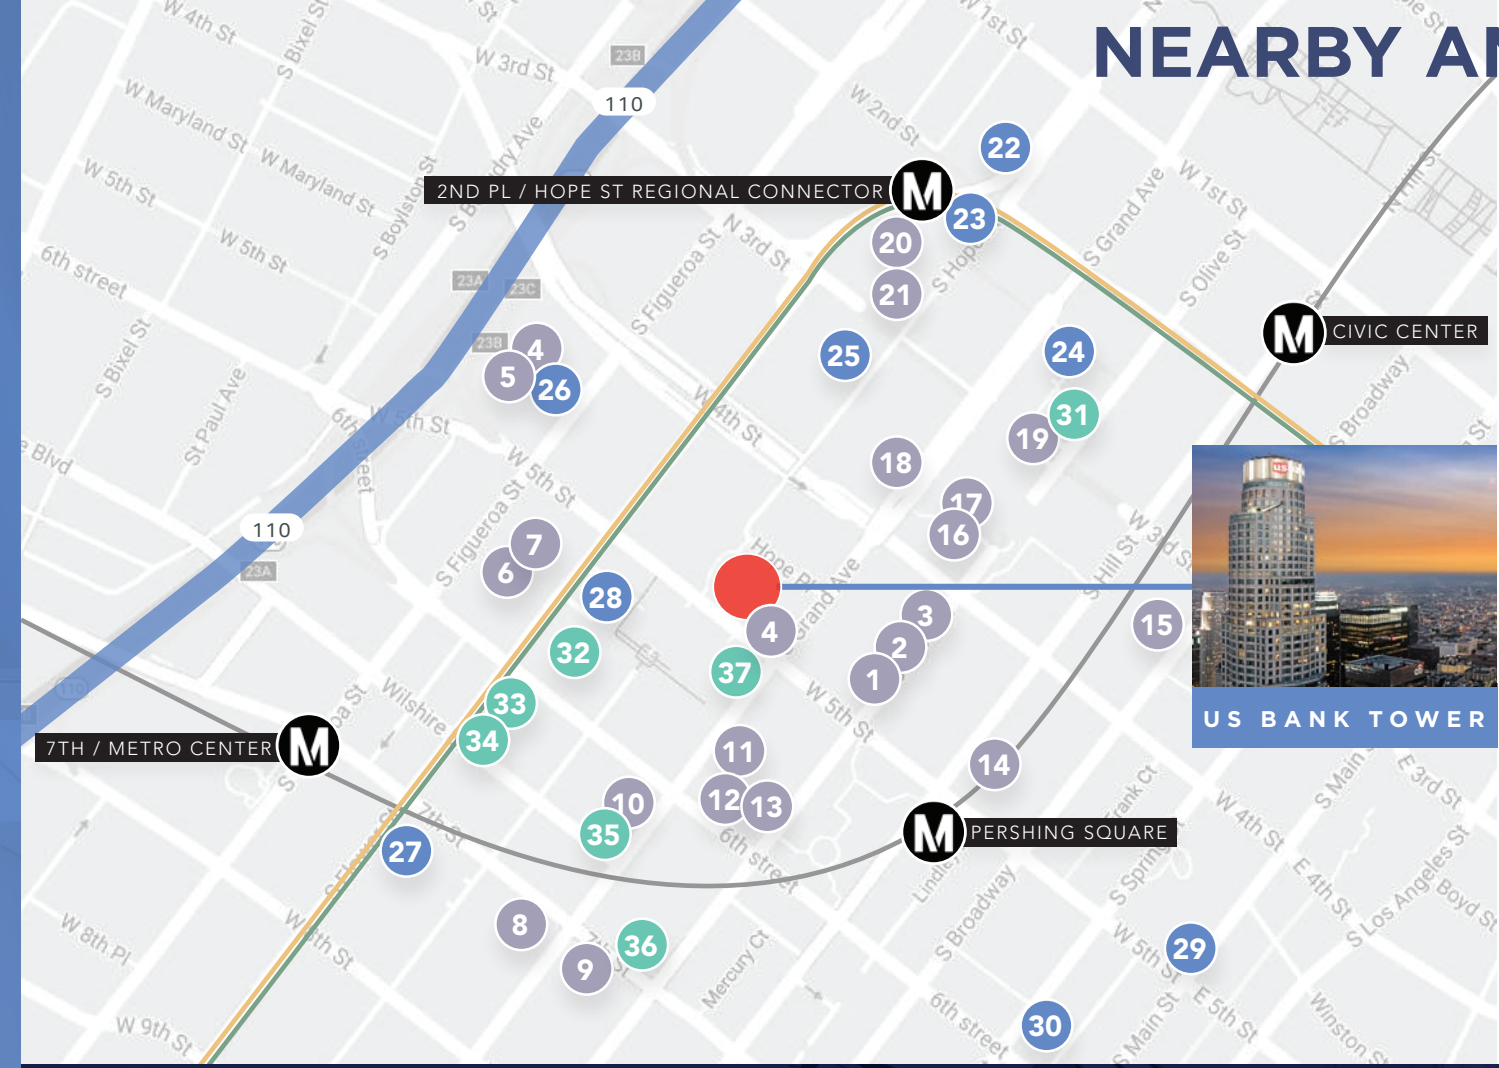 NEARBY AN
W 4th St
S Bixel St
W 3rd St
23B
110
W 1st St
W 2nd St
W Maryland St
W Maryland St
W 5th St
W 5th St
S Boylston St
2ND PL / HOPE ST REGIONAL CONNECTOR
M
22
23
20
21
N 3rd St
S Figueroa St
S Grand Ave
W 1st St
S Olive St
6th street
23A
23C
23B
4
5
26
25
24
31
19
18
17
16
M
CIVIC CENTER
S Bixel St
St Paul Ave
6th street
W 5th St
W 4th St
S Broadway
e Blvd
W 5th St
S Figueroa St
110
23A
7
6
28
Hope Pl
Grand Ave
S Hill St
W 3rd St
3
2
1
4
37
15
US BANK TOWER
32
33
34
Wilshire
110
7TH / METRO CENTER
M
W 5th St
11
12
13
10
35
14
M
PERSHING SQUARE
27
7th St
6th street
S Main St
E 3rd St
W 4th St
E 4th St
S Los Angeles St
Boyd St
S Spring
S Broadway
8
9
36
W 8th Pl
W 8th St
W 9th St
Mercury Ct
29
30
W 5th St
E 5th St
6th street
S Main St
Winston St